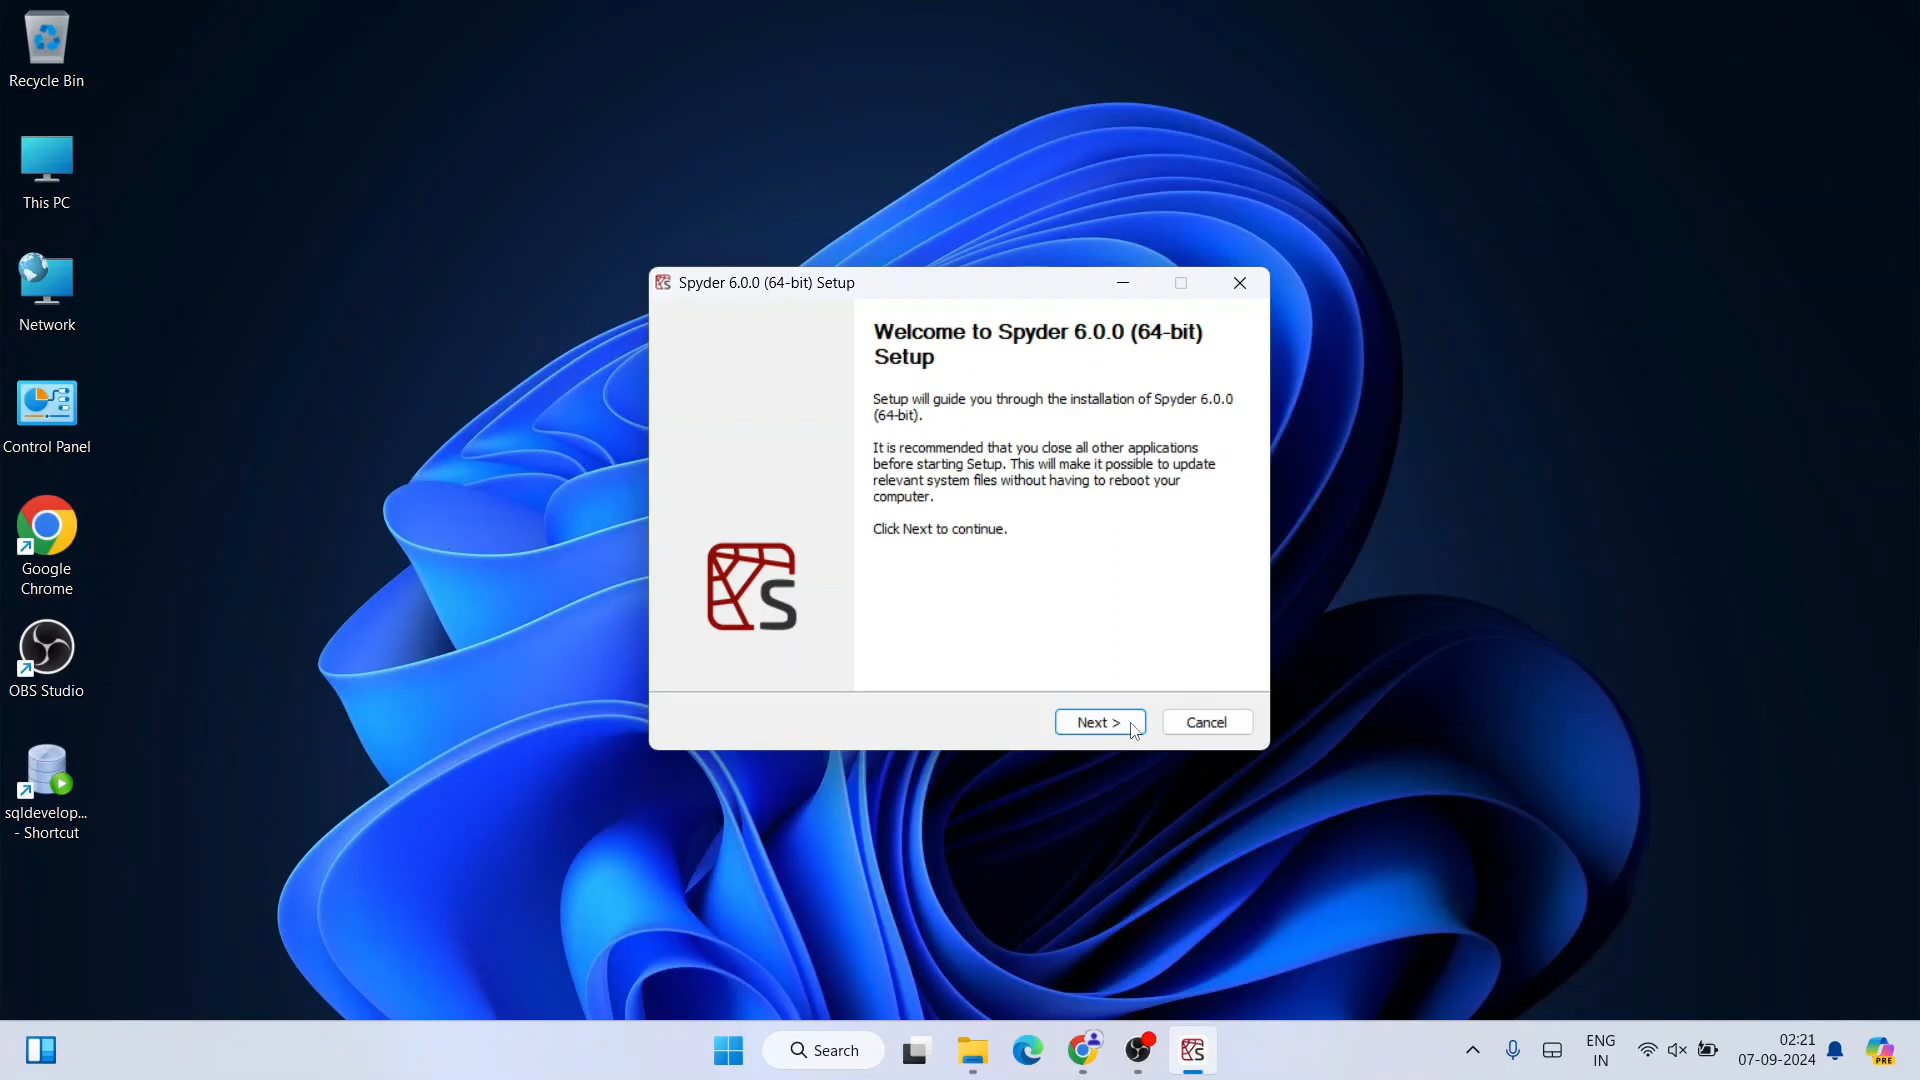 Recycle Bin
This PC
Network
Control Panel
Google
Chrome
OBS Studio
sqldevelop...
- Shortcut
Spyder 6.0.0 (64-bit) Setup
Welcome to Spyder 6.0.0 (64-bit)
Setup
Setup will guide you through the installation of Spyder 6.0.0
(64-bit).
It is recommended that you close all other applications
before starting Setup. This will make it possible to update
relevant system files without having to reboot your
computer.
Click Next to continue.
S
Next >
Cancel
Search
ENG
IN
02:21
07-09-2024
PRE